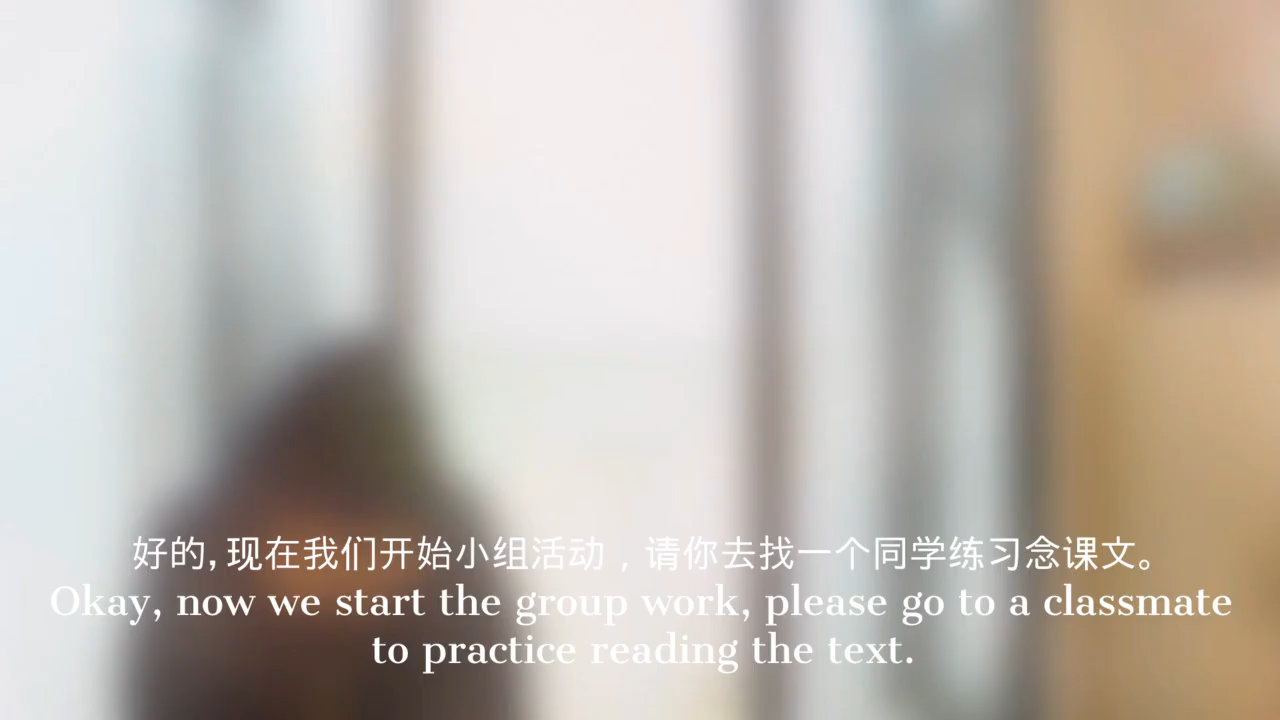 好的,现在我们开始小组活动，请你去找一个同学练习念课文。
Okay, now we start the group work, please go to a classmate
to practice reading the text.